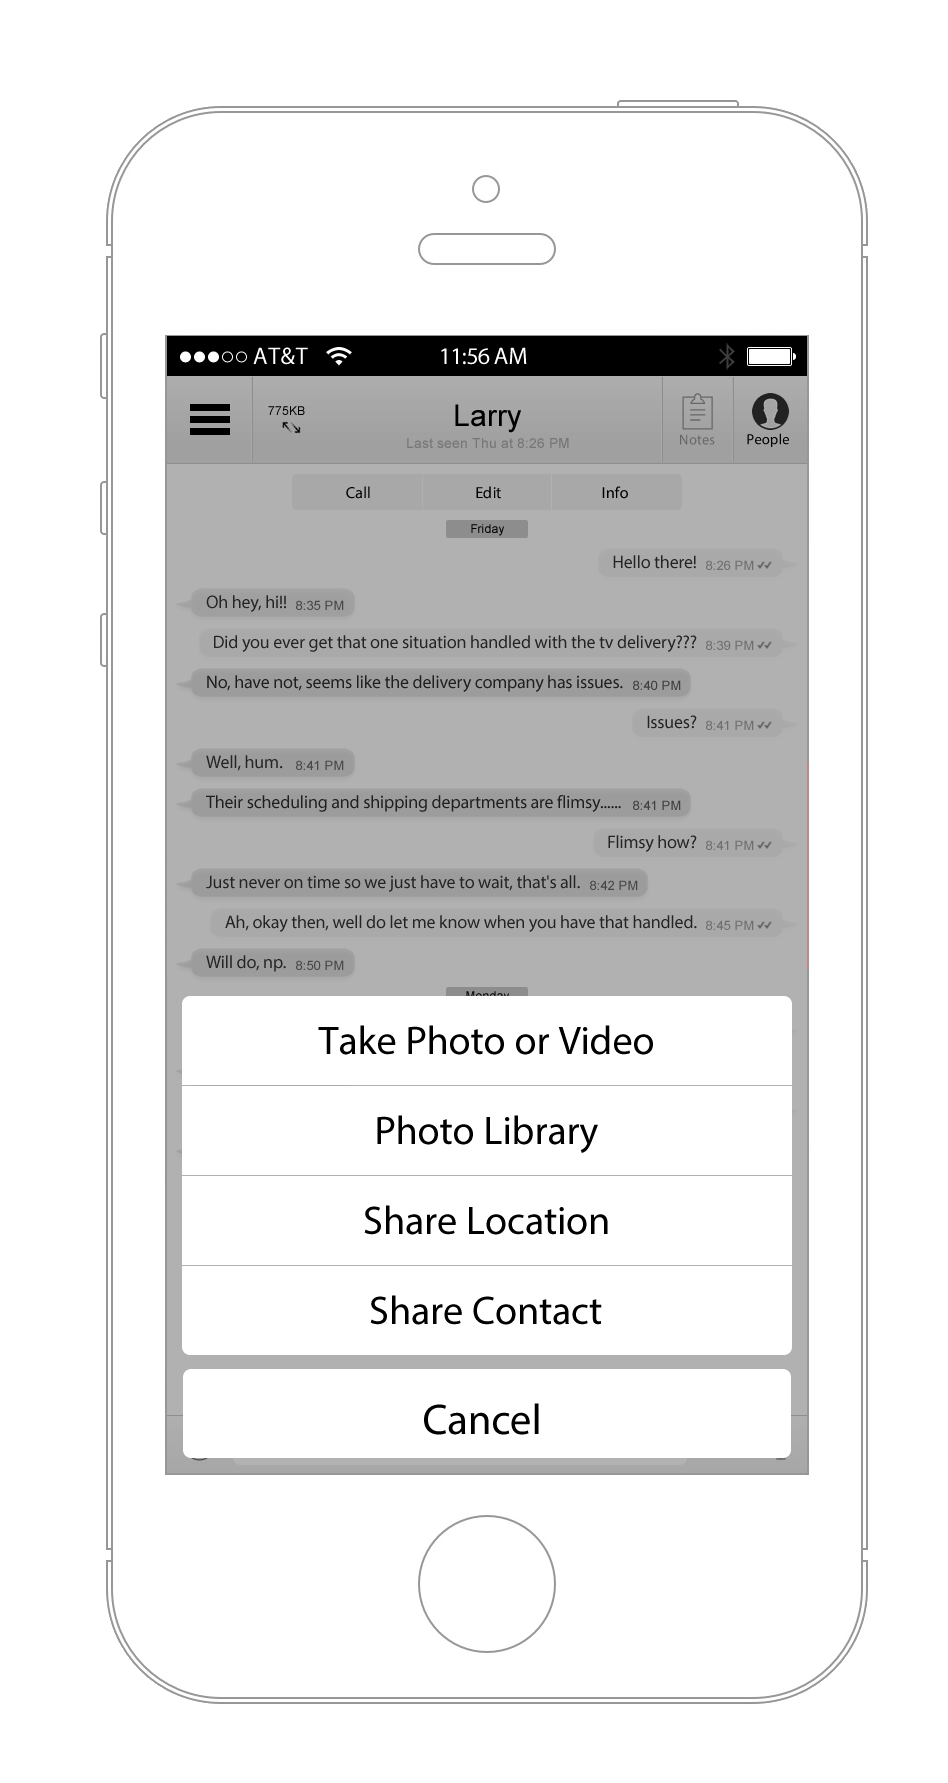 AT&T 11:56 AM
775KB
Larry
Last seen Thu at 8:26 PM
Notes
People
Call Edit Info
Friday
Hello there! 8:26 PM
Oh hey, hi!! 8:35 PM
Did you ever get that one situation handled with the tv delivery??? 8:39 PM
No, have not, seems like the delivery company has issues. 8:40 PM
Issues? 8:41 PM
Well, hum. 8:41 PM
Their scheduling and shipping departments are flimsy...... 8:41 PM
Flimsy how? 8:41 PM
Just never on time so we just have to wait, that's all. 8:42 PM
Ah, okay then, well do let me know when you have that handled. 8:45 PM
Will do, np. 8:50 PM
Monday
Take Photo or Video
Photo Library
Share Location
Share Contact
Cancel